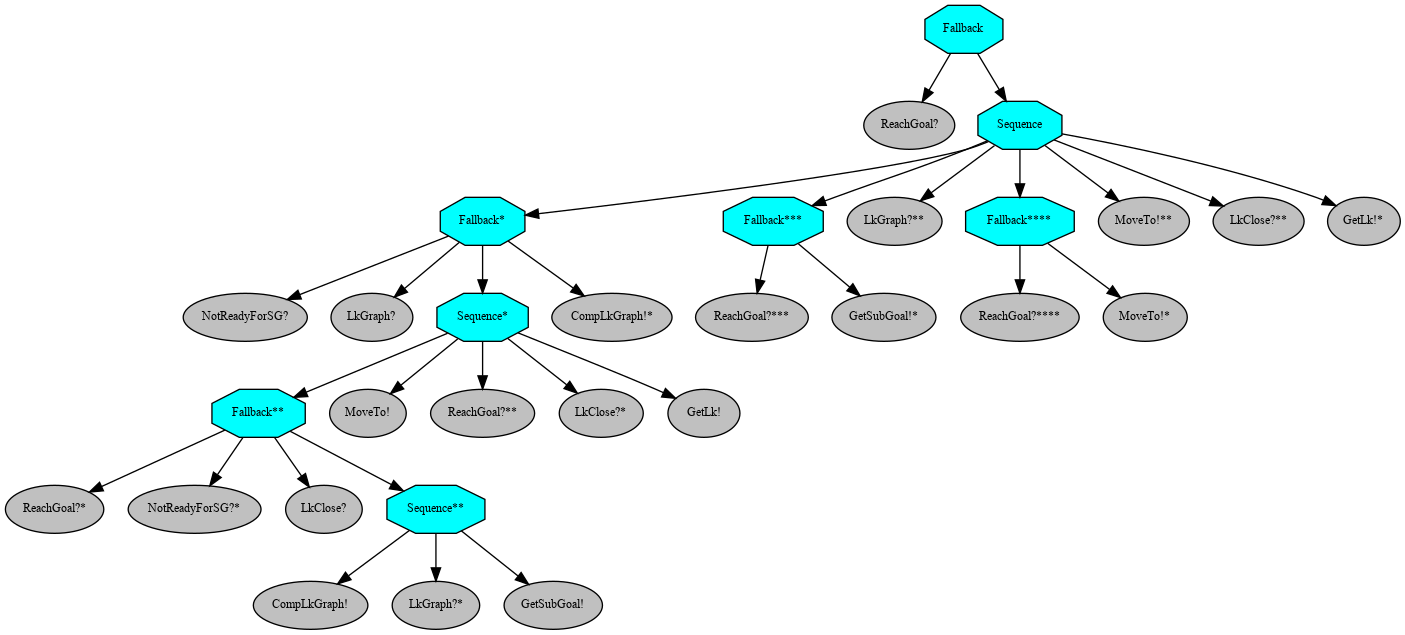 Fallback
ReachGoal?
Sequence
Fallback*
Fallback***
LkGraph?**
Fallback****
MoveTo!**
LkClose?**
GetLk!*
NotReadyForSG?
LkGraph?
Sequence*
CompLkGraph!*
ReachGoal?***
GetSubGoal!*
ReachGoal?****
MoveTo!*
Fallback**
MoveTo!
ReachGoal?**
LkClose?*
GetLk!
ReachGoal?*
NotReadyForSG?*
LkClose?
Sequence**
CompLkGraph!
LkGraph?*
GetSubGoal!